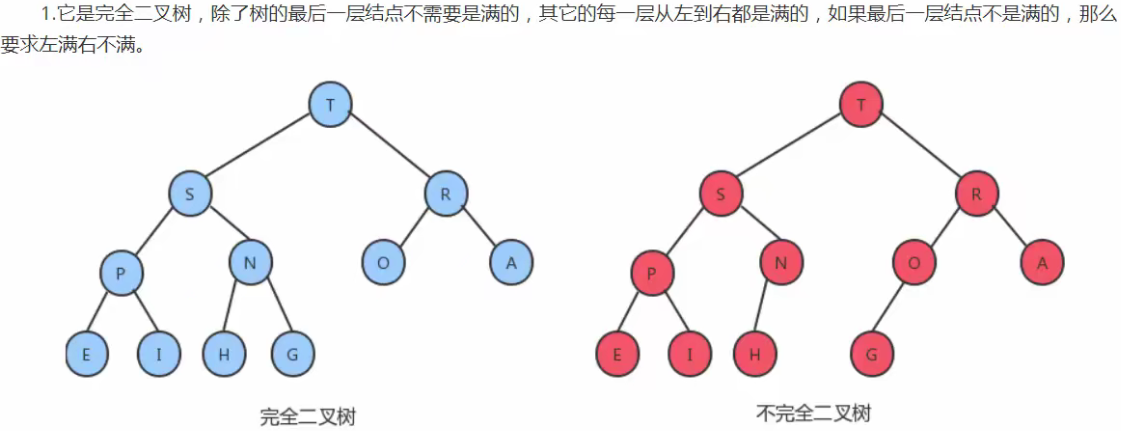 1.它是完全二叉树，除了树的最后一层结点不需要是满的，其它的每一层从左到右都是满的，如果最后一层结点不是满的，那么
要求左满右不满。
T
S R
P N O A
E I H G
完全二叉树
T
S R
P N O A
E I H G
不完全二叉树